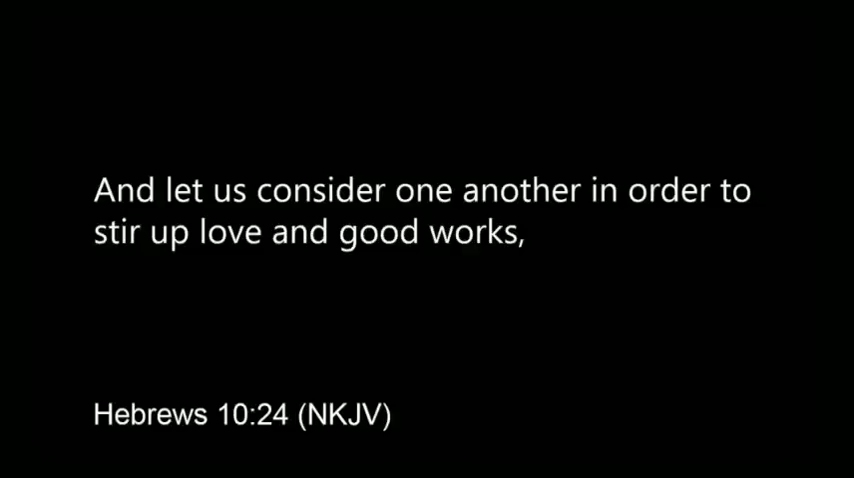 And let us consider one another in order to
stir up love and good works,
Hebrews 10:24 (NKJV)